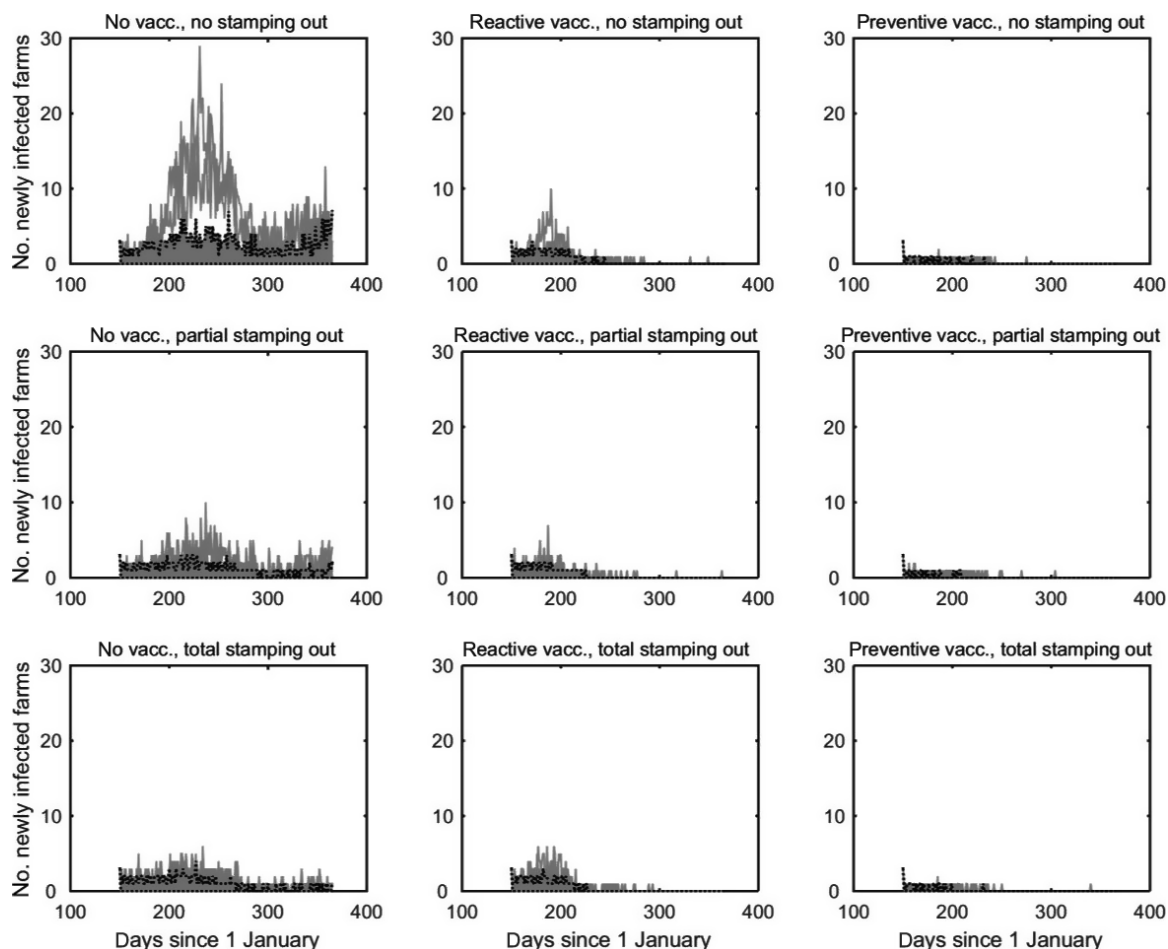 No vacc., no stamping out
Reactive vacc., no stamping out
Preventive vacc., no stamping out
No. newly infected farms
30
20
10
0
100 200 300 400
30
20
10
0
100 200 300 400
30
20
10
0
100 200 300 400
No vacc., partial stamping out
Reactive vacc., partial stamping out
Preventive vacc., partial stamping out
No. newly infected farms
30
20
10
0
100 200 300 400
30
20
10
0
100 200 300 400
30
20
10
0
100 200 300 400
No vacc., total stamping out
Reactive vacc., total stamping out
Preventive vacc., total stamping out
No. newly infected farms
30
20
10
0
100 200 300 400
Days since 1 January
30
20
10
0
100 200 300 400
Days since 1 January
30
20
10
0
100 200 300 400
Days since 1 January